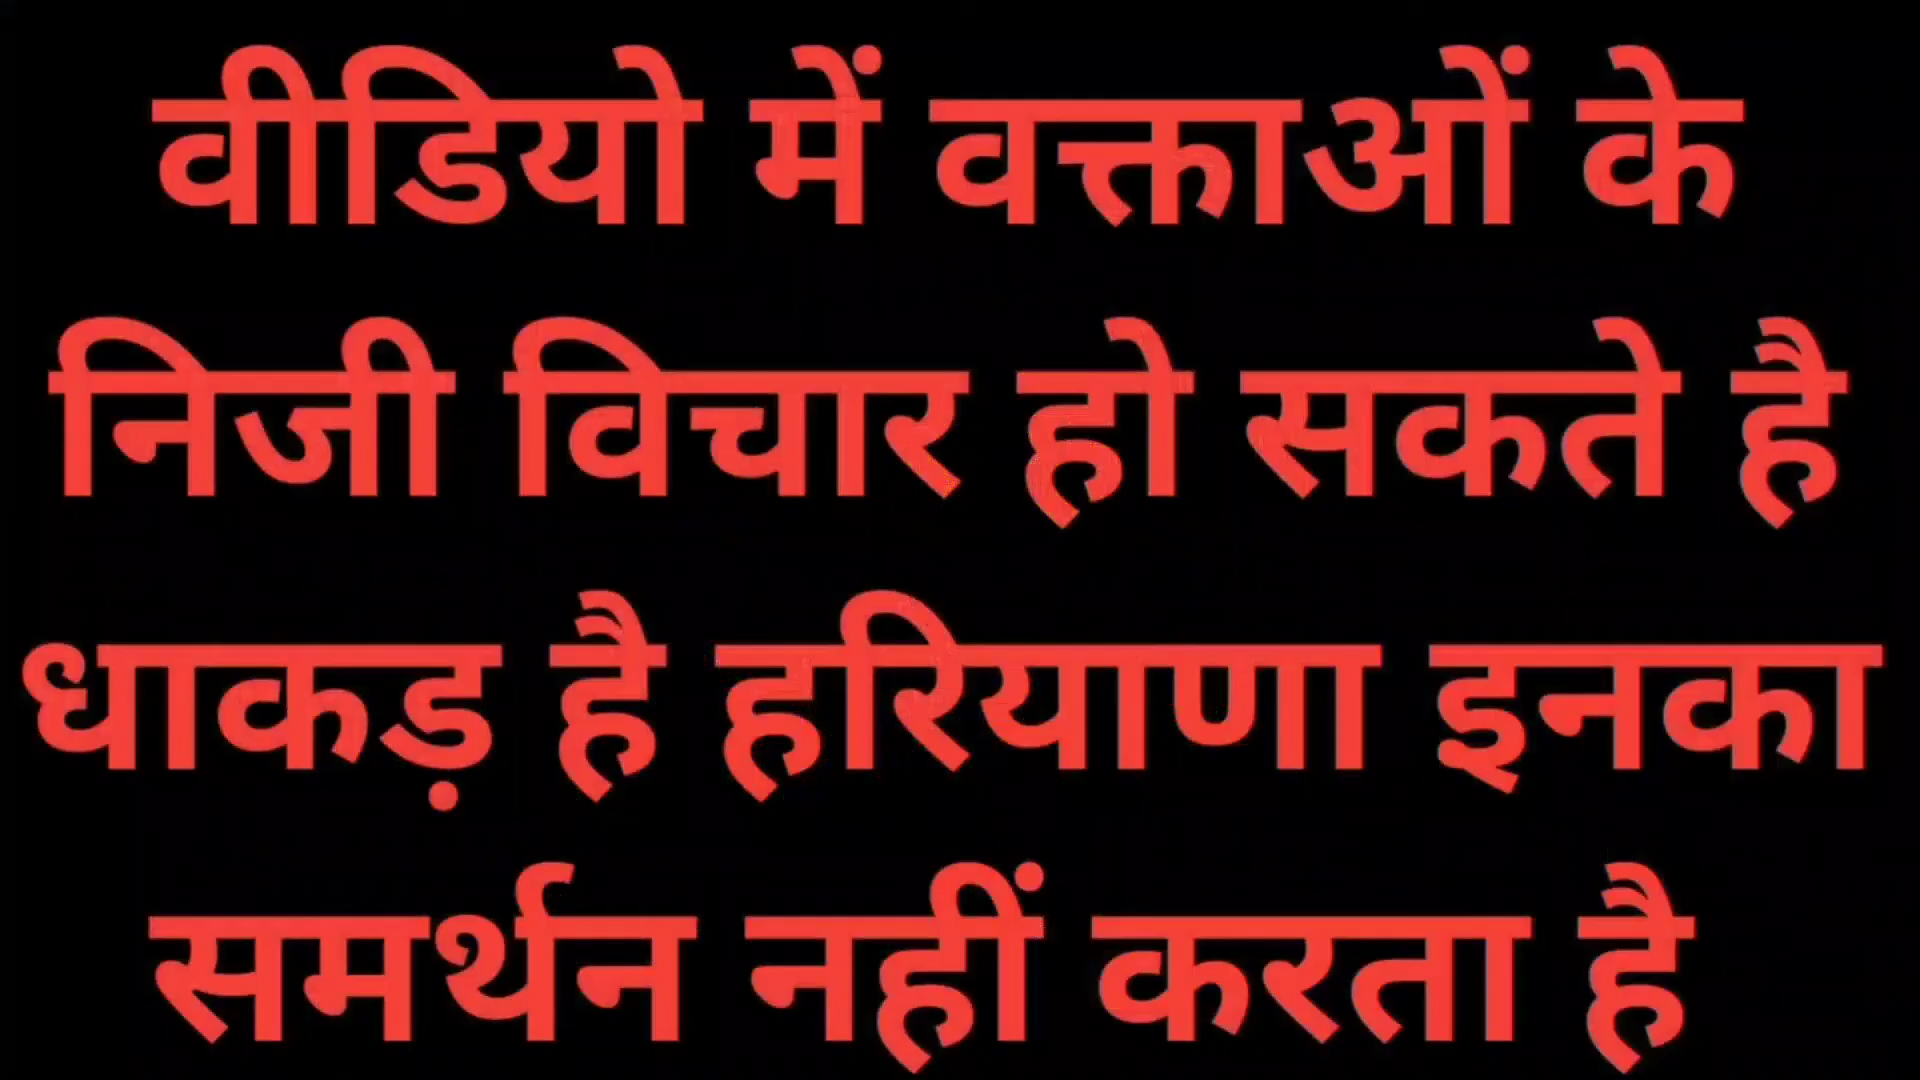 वीडियो में वक्ताओं के
निजी विचार हो सकते है
धाकड़ है हरियाणा इनका
समर्थन नहीं करता है